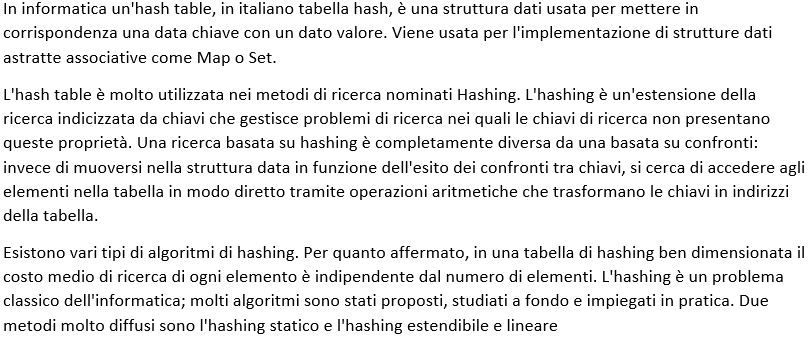 In informatica un'hash table, in italiano tabella hash, è una struttura dati usata per mettere in
corrispondenza una data chiave con un dato valore. Viene usata per l'implementazione di strutture dati
astratte associative come Map o Set.
L'hash table è molto utilizzata nei metodi di ricerca nominati Hashing. L'hashing è un'estensione della
ricerca indicizzata da chiavi che gestisce problemi di ricerca nei quali le chiavi di ricerca non presentano
queste proprietà. Una ricerca basata su hashing è completamente diversa da una basata su confronti:
invece di muoversi nella struttura data in funzione dell'esito dei confronti tra chiavi, si cerca di accedere agli
elementi nella tabella in modo diretto tramite operazioni aritmetiche che trasformano le chiavi in indirizzi
della tabella.
Esistono vari tipi di algoritmi di hashing. Per quanto affermato, in una tabella di hashing ben dimensionata il
costo medio di ricerca di ogni elemento è indipendente dal numero di elementi. L'hashing è un problema
classico dell'informatica; molti algoritmi sono stati proposti, studiati a fondo e impiegati in pratica. Due
metodi molto diffusi sono l'hashing statico e l'hashing estendibile e lineare